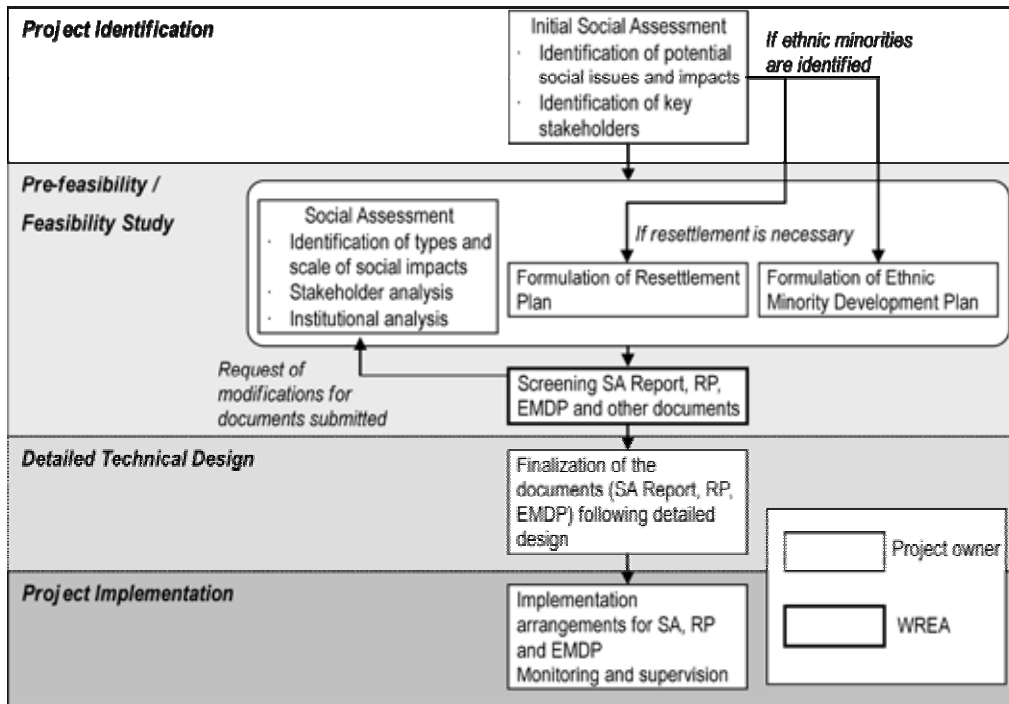 Project Identification
Initial Social Assessment
· Identification of potential
social issues and impacts
· Identification of key
stakeholders
If ethnic minorities
are identified
Pre-feasibility /
Feasibility Study
Social Assessment
· Identification of types and
scale of social impacts
· Stakeholder analysis
· Institutional analysis
If resettlement is necessary
Formulation of Resettlement
Plan
Formulation of Ethnic
Minority Development Plan
Request of
modifications for
documents submitted
Screening SA Report, RP,
EMDP and other documents
Detailed Technical Design
Finalization of the
documents (SA Report, RP,
EMDP) following detailed
design
Project owner
WREA
Project Implementation
Implementation
arrangements for SA, RP
and EMDP
Monitoring and supervision